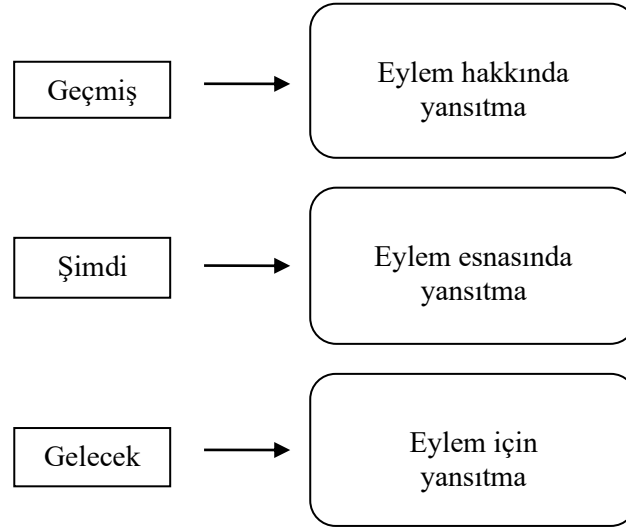 Geçmiş
Eylem hakkında
yansıtma
Şimdi
Eylem esnasında
yansıtma
Gelecek
Eylem için
yansıtma